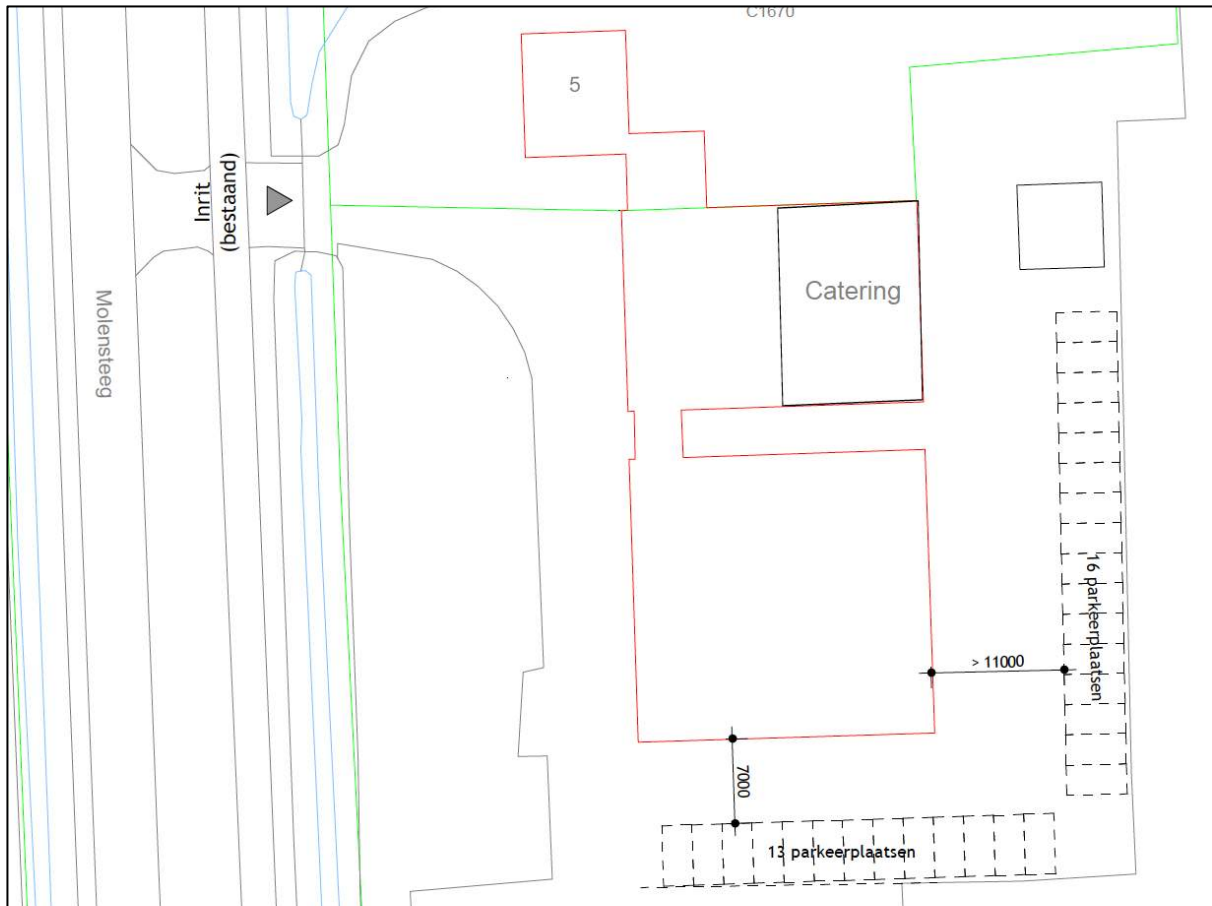 C1670
5
Inrit
(bestaand)
Molensteeg
Catering
16 parkeerplaatsen
> 11000
7000
13 parkeerplaatsen